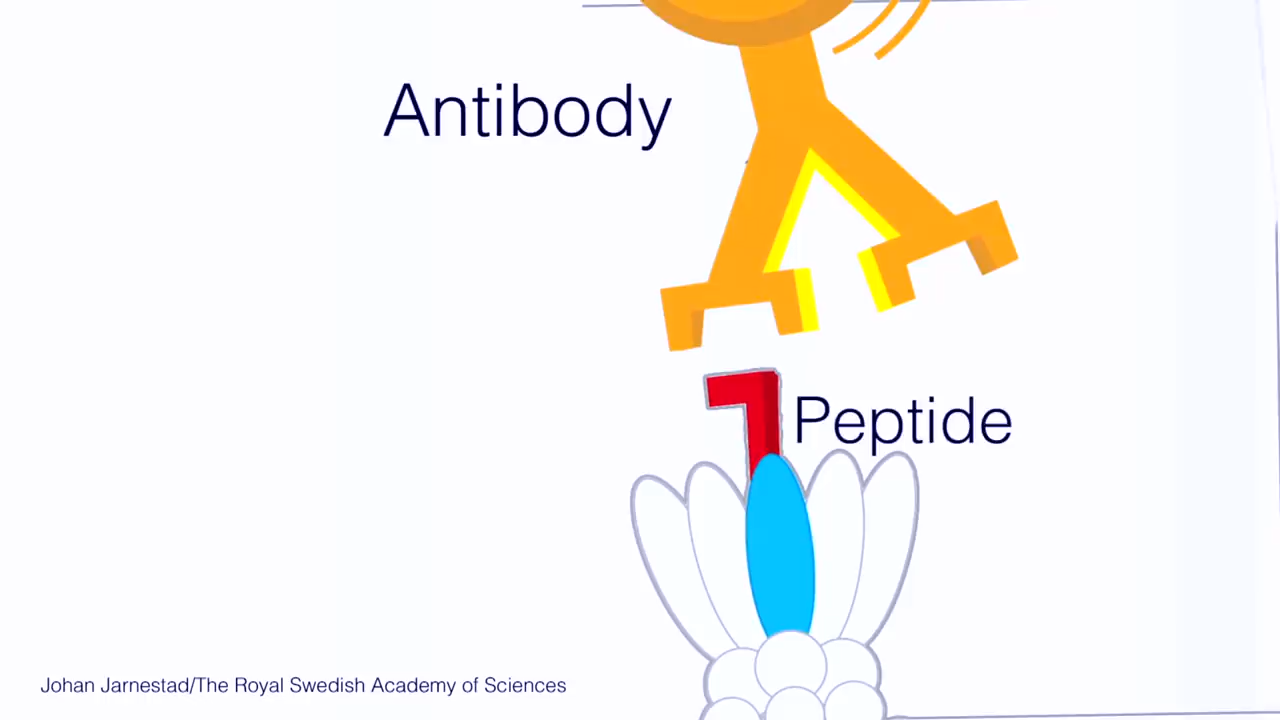 Antibody
Peptide
Johan Jarnestad/The Royal Swedish Academy of Sciences